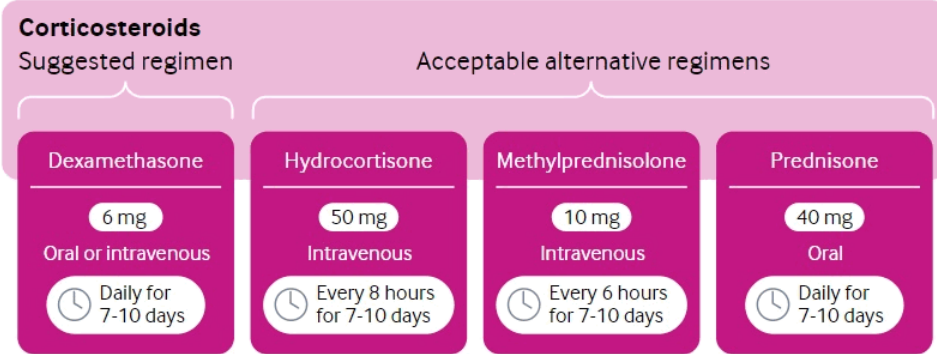 Corticosteroids
Suggested regimen
Acceptable alternative regimens
Dexamethasone
6 mg
Oral or intravenous
Daily for
7-10 days
Hydrocortisone
50 mg
Intravenous
Every 8 hours
for 7-10 days
Methylprednisolone
10 mg
Intravenous
Every 6 hours
for 7-10 days
Prednisone
40 mg
Oral
Daily for
7-10 days